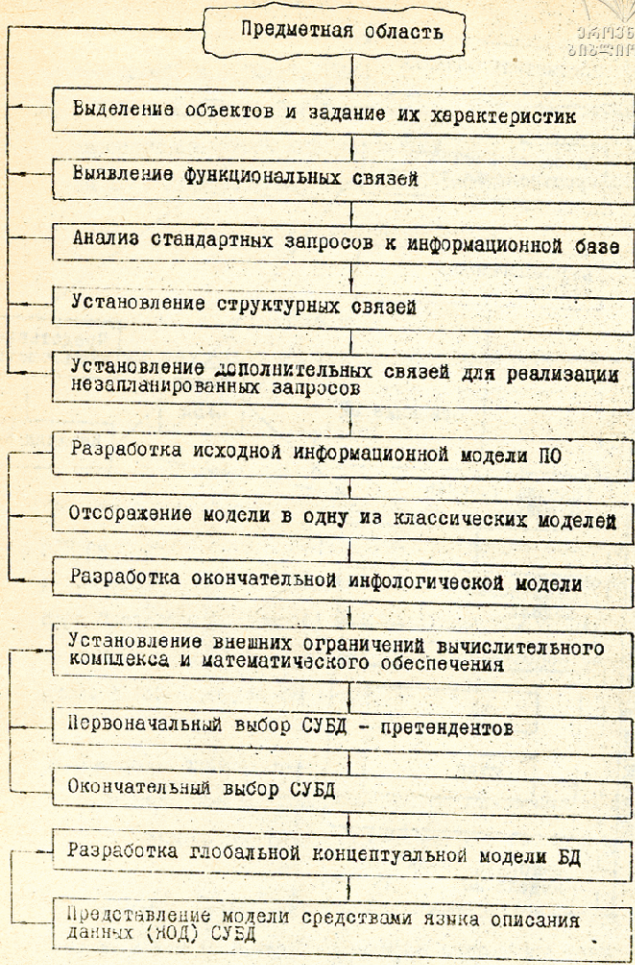 Предметная область
Выделение объектов и задание их характеристик
Выявление функциональных связей
Анализ стандартных запросов к информационной базе
Установление структурных связей
Установление дополнительных связей для реализации
незапланированных запросов
Разработка исходной информационной модели ПО
Отображение модели в одну из классических моделей
Разработка окончательной инфологической модели
Установление внешних ограничений вычислительного
комплекса и математического обеспечения
Первоначальный выбор СУБД – претендентов
Окончательный выбор СУБД
Разработка глобальной концептуальной модели БД
Представление модели средствами языка описания
данных (ЯОД) СУБД